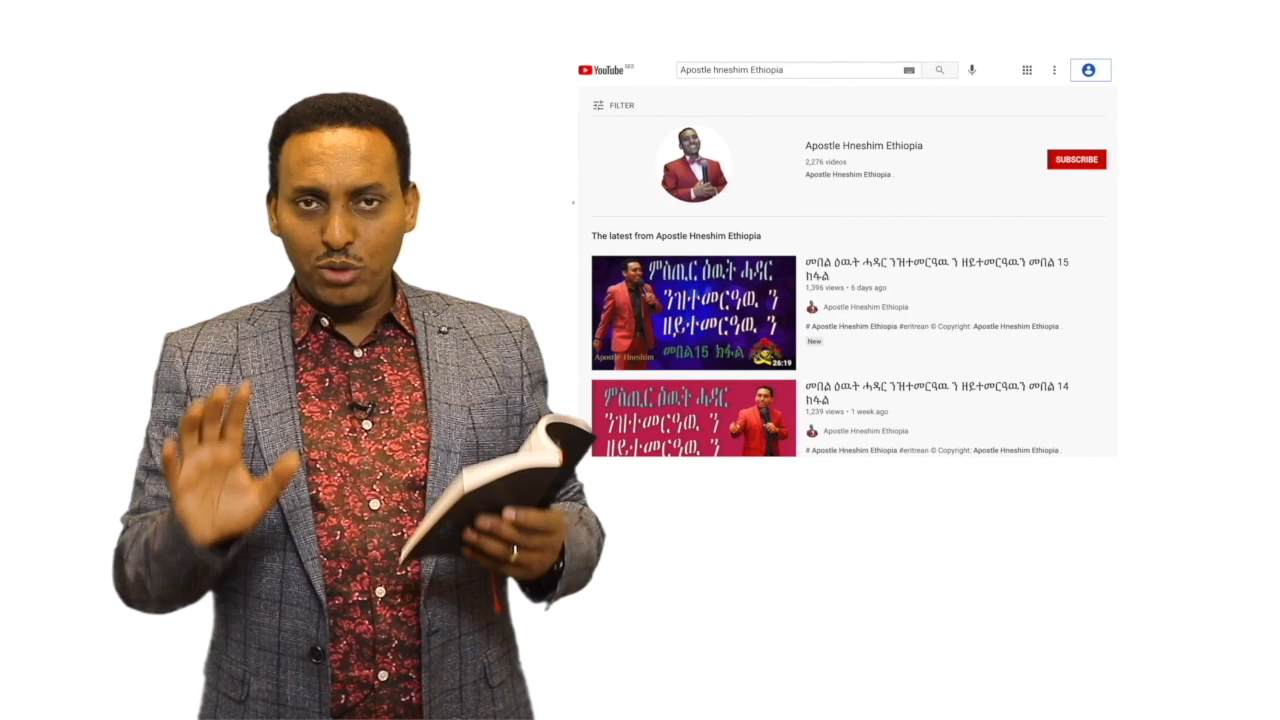 YouTube SEE
Apostle hneshim Ethiopia
FILTER
Apostle Hneshim Ethiopia
2,276 videos
Apostle Hneshim Ethiopia .
SUBSCRIBE
The latest from Apostle Hneshim Ethiopia
ምስጢር ዕዉት ሓዳር
ንዝተመርዓዉ ን
ዘይተመርዓዉ ን
መበል15 ክፋል
Apostle Hneshim
26:19
መበል ዕዉት ሓዳር ንዝተመርዓዉ ን ዘይተመርዓዉን መበል 15
ክፋል
1,396 views • 6 days ago
Apostle Hneshim Ethiopia
# Apostle Hneshim Ethiopia #eritrean © Copyright: Apostle Hneshim Ethiopia .
New
ምስጢር ዕዉት ሓዳር
ንዝተመርዓዉ ን
ዘይተመርዓዉ ን
መበል ዕዉት ሓዳር ንዝተመርዓዉ ን ዘይተመርዓዉን መበል 14
ክፋል
1,239 views • 1 week ago
Apostle Hneshim Ethiopia
# Apostle Hneshim Ethiopia #eritrean © Copyright: Apostle Hneshim Ethiopia .